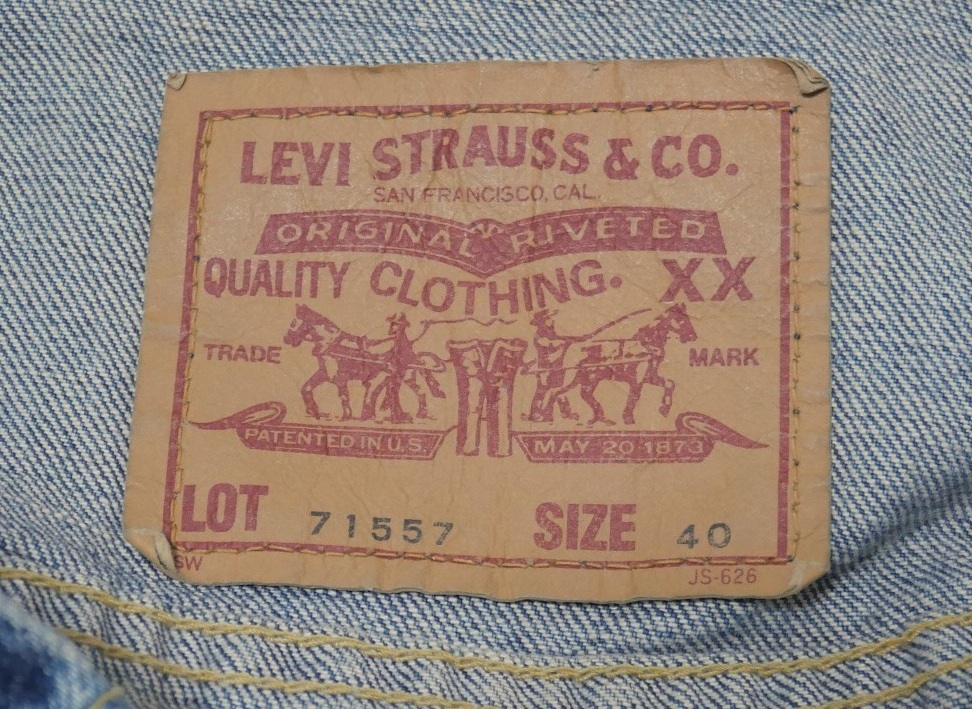 LEVI STRAUSS & CO.
SAN FRANCISCO, CAL.
ORIGINAL RIVETED
QUALITY CLOTHING. XX
TRADE MARK
PATENTED IN U.S. MAY 20 1873
LOT 71557 SIZE 40
SW JS-626